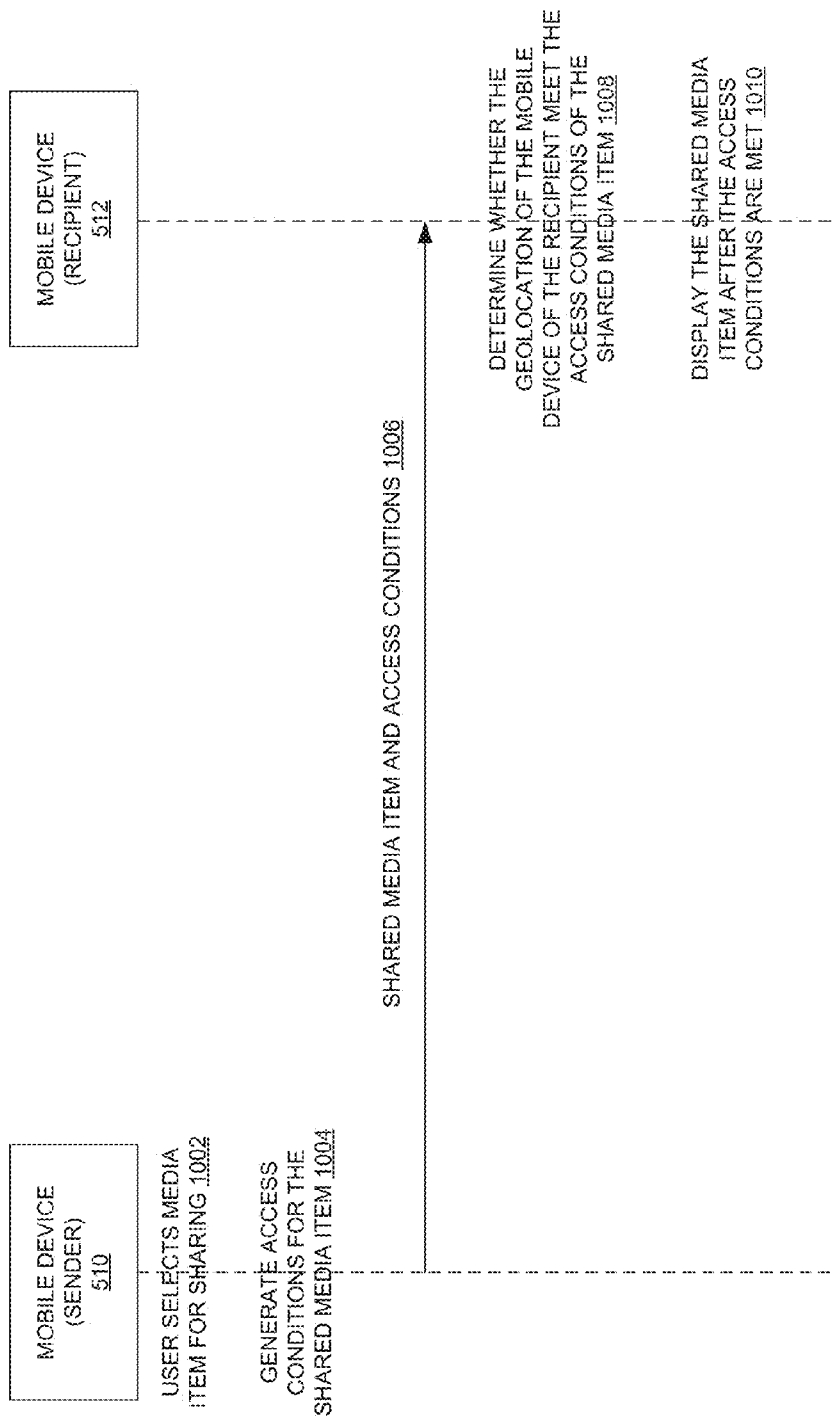 MOBILE DEVICE
(SENDER)
510
MOBILE DEVICE
(RECIPIENT)
512
USER SELECTS MEDIA
ITEM FOR SHARING 1002
GENERATE ACCESS
CONDITIONS FOR THE
SHARED MEDIA ITEM 1004
SHARED MEDIA ITEM AND ACCESS CONDITIONS 1006
DETERMINE WHETHER THE
GEOLOCATION OF THE MOBILE
DEVICE OF THE RECIPIENT MEET THE
ACCESS CONDITIONS OF THE
SHARED MEDIA ITEM 1008
DISPLAY THE SHARED MEDIA
ITEM AFTER THE ACCESS
CONDITIONS ARE MET 1010